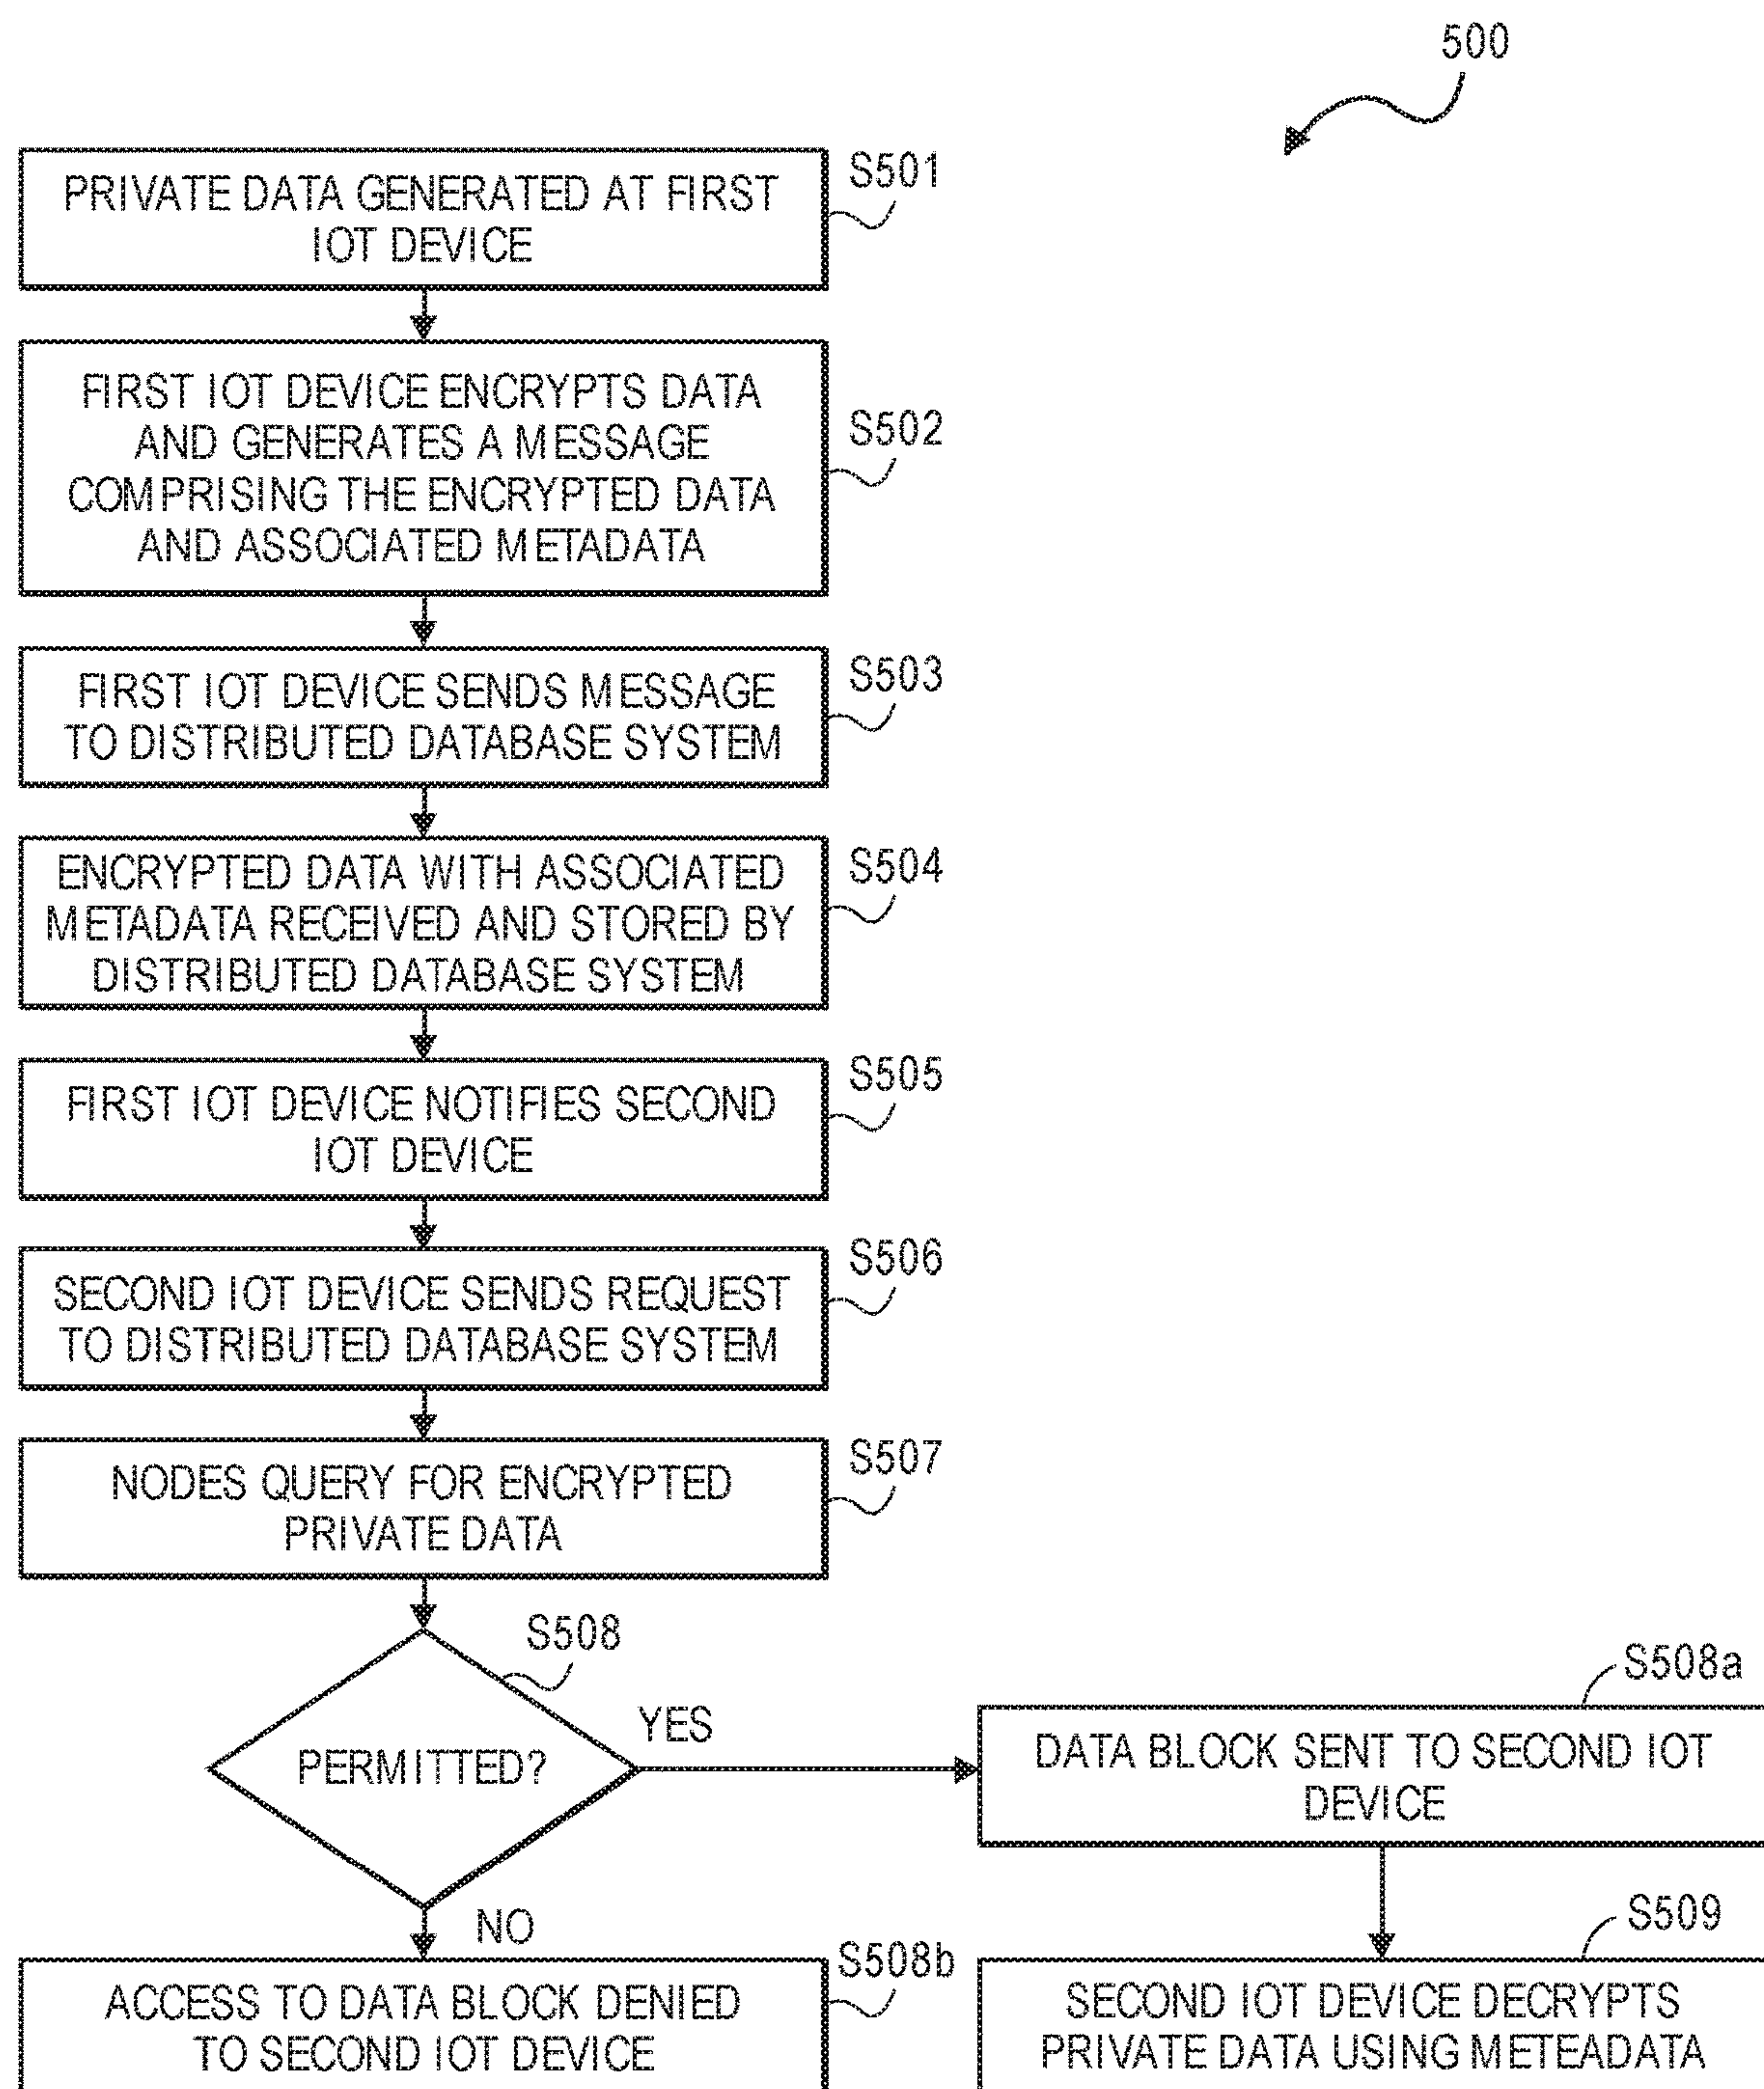 500
S501
PRIVATE DATA GENERATED AT FIRST
IOT DEVICE
S502
FIRST IOT DEVICE ENCRYPTS DATA
AND GENERATES A MESSAGE
COMPRISING THE ENCRYPTED DATA
AND ASSOCIATED METADATA
S503
FIRST IOT DEVICE SENDS MESSAGE
TO DISTRIBUTED DATABASE SYSTEM
S504
ENCRYPTED DATA WITH ASSOCIATED
METADATA RECEIVED AND STORED BY
DISTRIBUTED DATABASE SYSTEM
S505
FIRST IOT DEVICE NOTIFIES SECOND
IOT DEVICE
S506
SECOND IOT DEVICE SENDS REQUEST
TO DISTRIBUTED DATABASE SYSTEM
S507
NODES QUERY FOR ENCRYPTED
PRIVATE DATA
S508
PERMITTED?
YES
S508a
DATA BLOCK SENT TO SECOND IOT
DEVICE
NO
S508b
ACCESS TO DATA BLOCK DENIED
TO SECOND IOT DEVICE
S509
SECOND IOT DEVICE DECRYPTS
PRIVATE DATA USING METEADATA